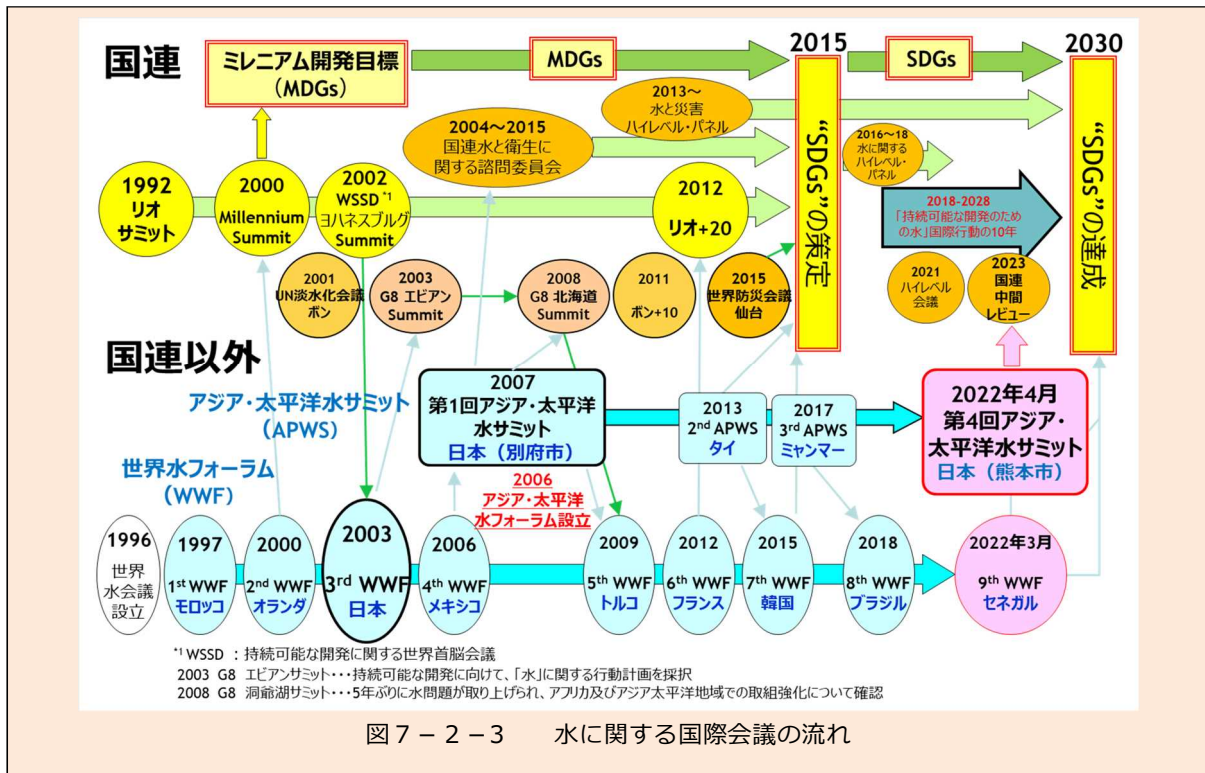 国連
ミレニアム開発目標
(MDGs)
MDGs
2015
SDGs
2030
2013～
水と災害
ハイレベル・パネル
2004～2015
国連水と衛生に
関する諮問委員会
2016～18
水に関する
ハイレベル・
パネル
1992
リオ
サミット
2000
Millennium
Summit
2002
WSSD *1
ヨハネスブルグ
Summit
2012
リオ+20
“SDGs”の策定
2018-2028
「持続可能な開発のため
の水」国際行動の10年
“SDGs”の達成
2001
UN淡水化会議
ボン
2003
G8 エビアン
Summit
2008
G8 北海道
Summit
2011
ボン+10
2015
世界防災会議
仙台
2021
ハイレベル
会議
2023
国連
中間
レビュー
国連以外
アジア・太平洋水サミット
(APWS)
2007
第1回アジア・太平洋
水サミット
日本（別府市）
2013
2nd APWS
タイ
2017
3rd APWS
ミャンマー
2022年4月
第4回アジア・
太平洋水サミット
日本（熊本市）
世界水フォーラム
(WWF)
2006
アジア・太平洋
水フォーラム設立
1996
世界
水会議
設立
1997
1st WWF
モロッコ
2000
2nd WWF
オランダ
2003
3rd WWF
日本
2006
4th WWF
メキシコ
2009
5th WWF
トルコ
2012
6th WWF
フランス
2015
7th WWF
韓国
2018
8th WWF
ブラジル
2022年3月
9th WWF
セネガル
*1 WSSD ：持続可能な開発に関する世界首脳会議
2003 G8 エビアンサミット・・・持続可能な開発に向けて、「水」に関する行動計画を採択
2008 G8 洞爺湖サミット・・・5年ぶりに水問題が取り上げられ、アフリカ及びアジア太平洋地域での取組強化について確認
図７－２－３　水に関する国際会議の流れ